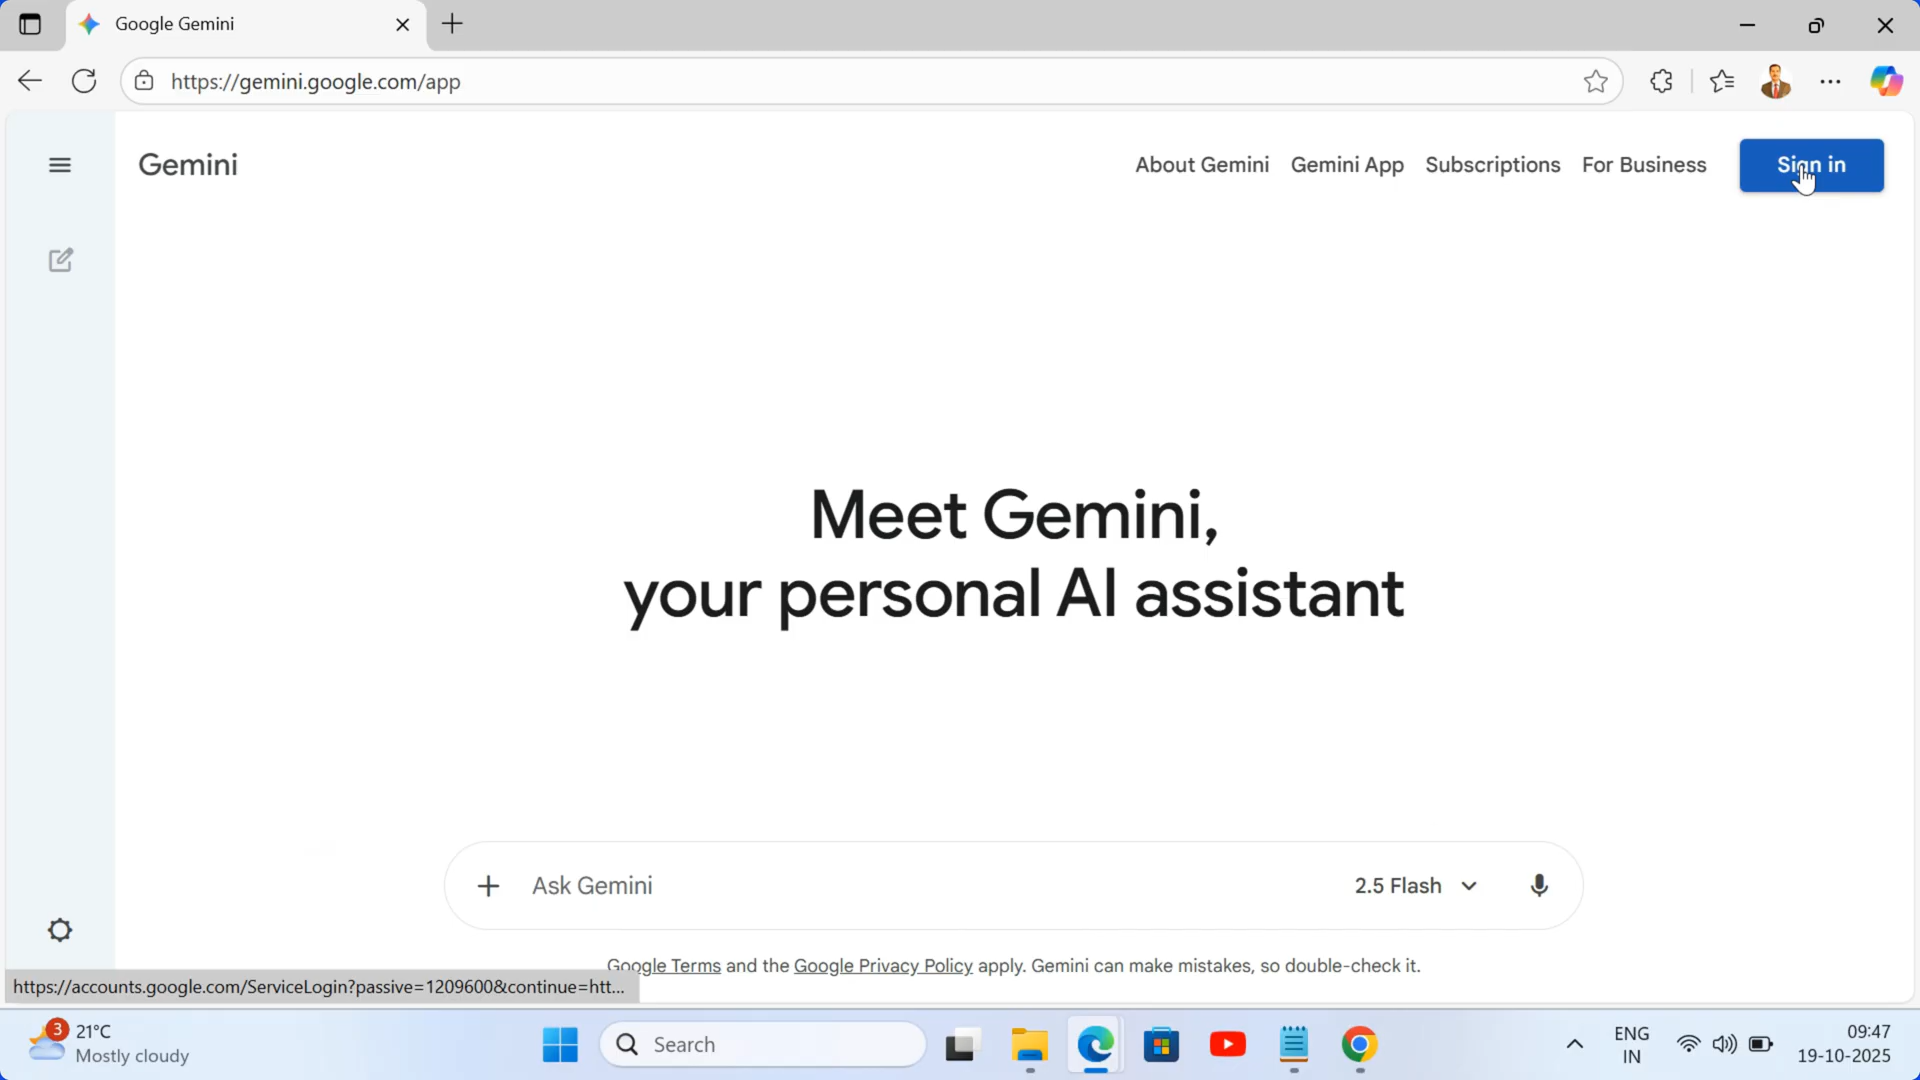 Google Gemini
https://gemini.google.com/app
Gemini
About Gemini Gemini App Subscriptions For Business Sign in
Meet Gemini,
your personal AI assistant
Ask Gemini 2.5 Flash
Google Terms and the Google Privacy Policy apply. Gemini can make mistakes, so double-check it.
https://accounts.google.com/ServiceLogin?passive=1209600&continue=htt...
3 21°C
Mostly cloudy
Search
ENG
IN
09:47
19-10-2025